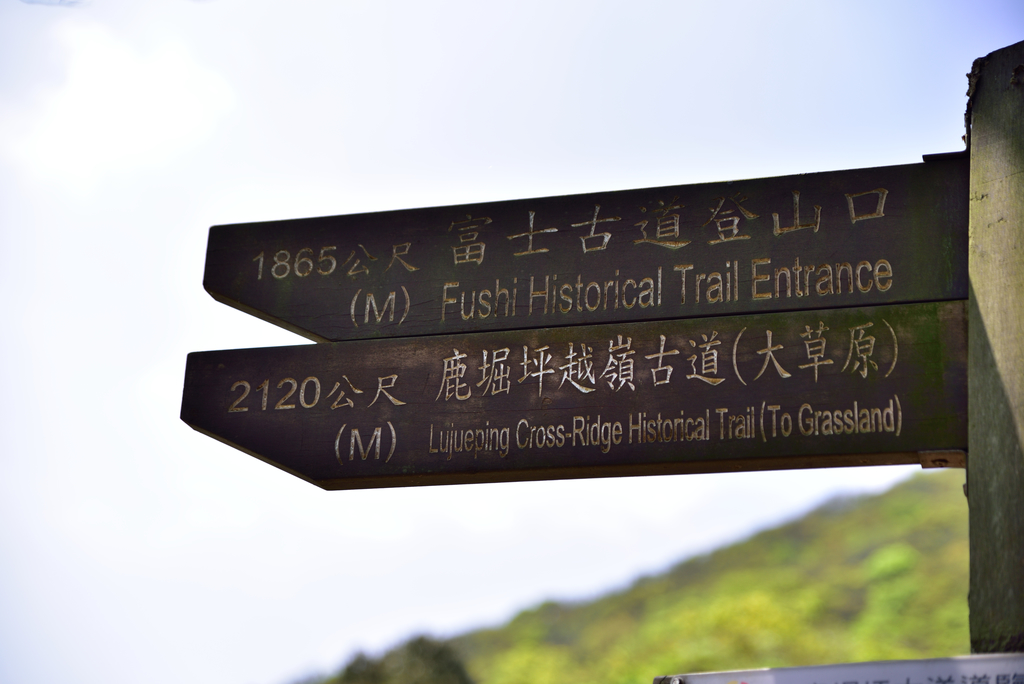 1865公尺 富士古道登山口
(M) Fushi Historical Trail Entrance
2120公尺 鹿堀坪越嶺古道(大草原)
(M) Lujueping Cross-Ridge Historical Trail (To Grassland)